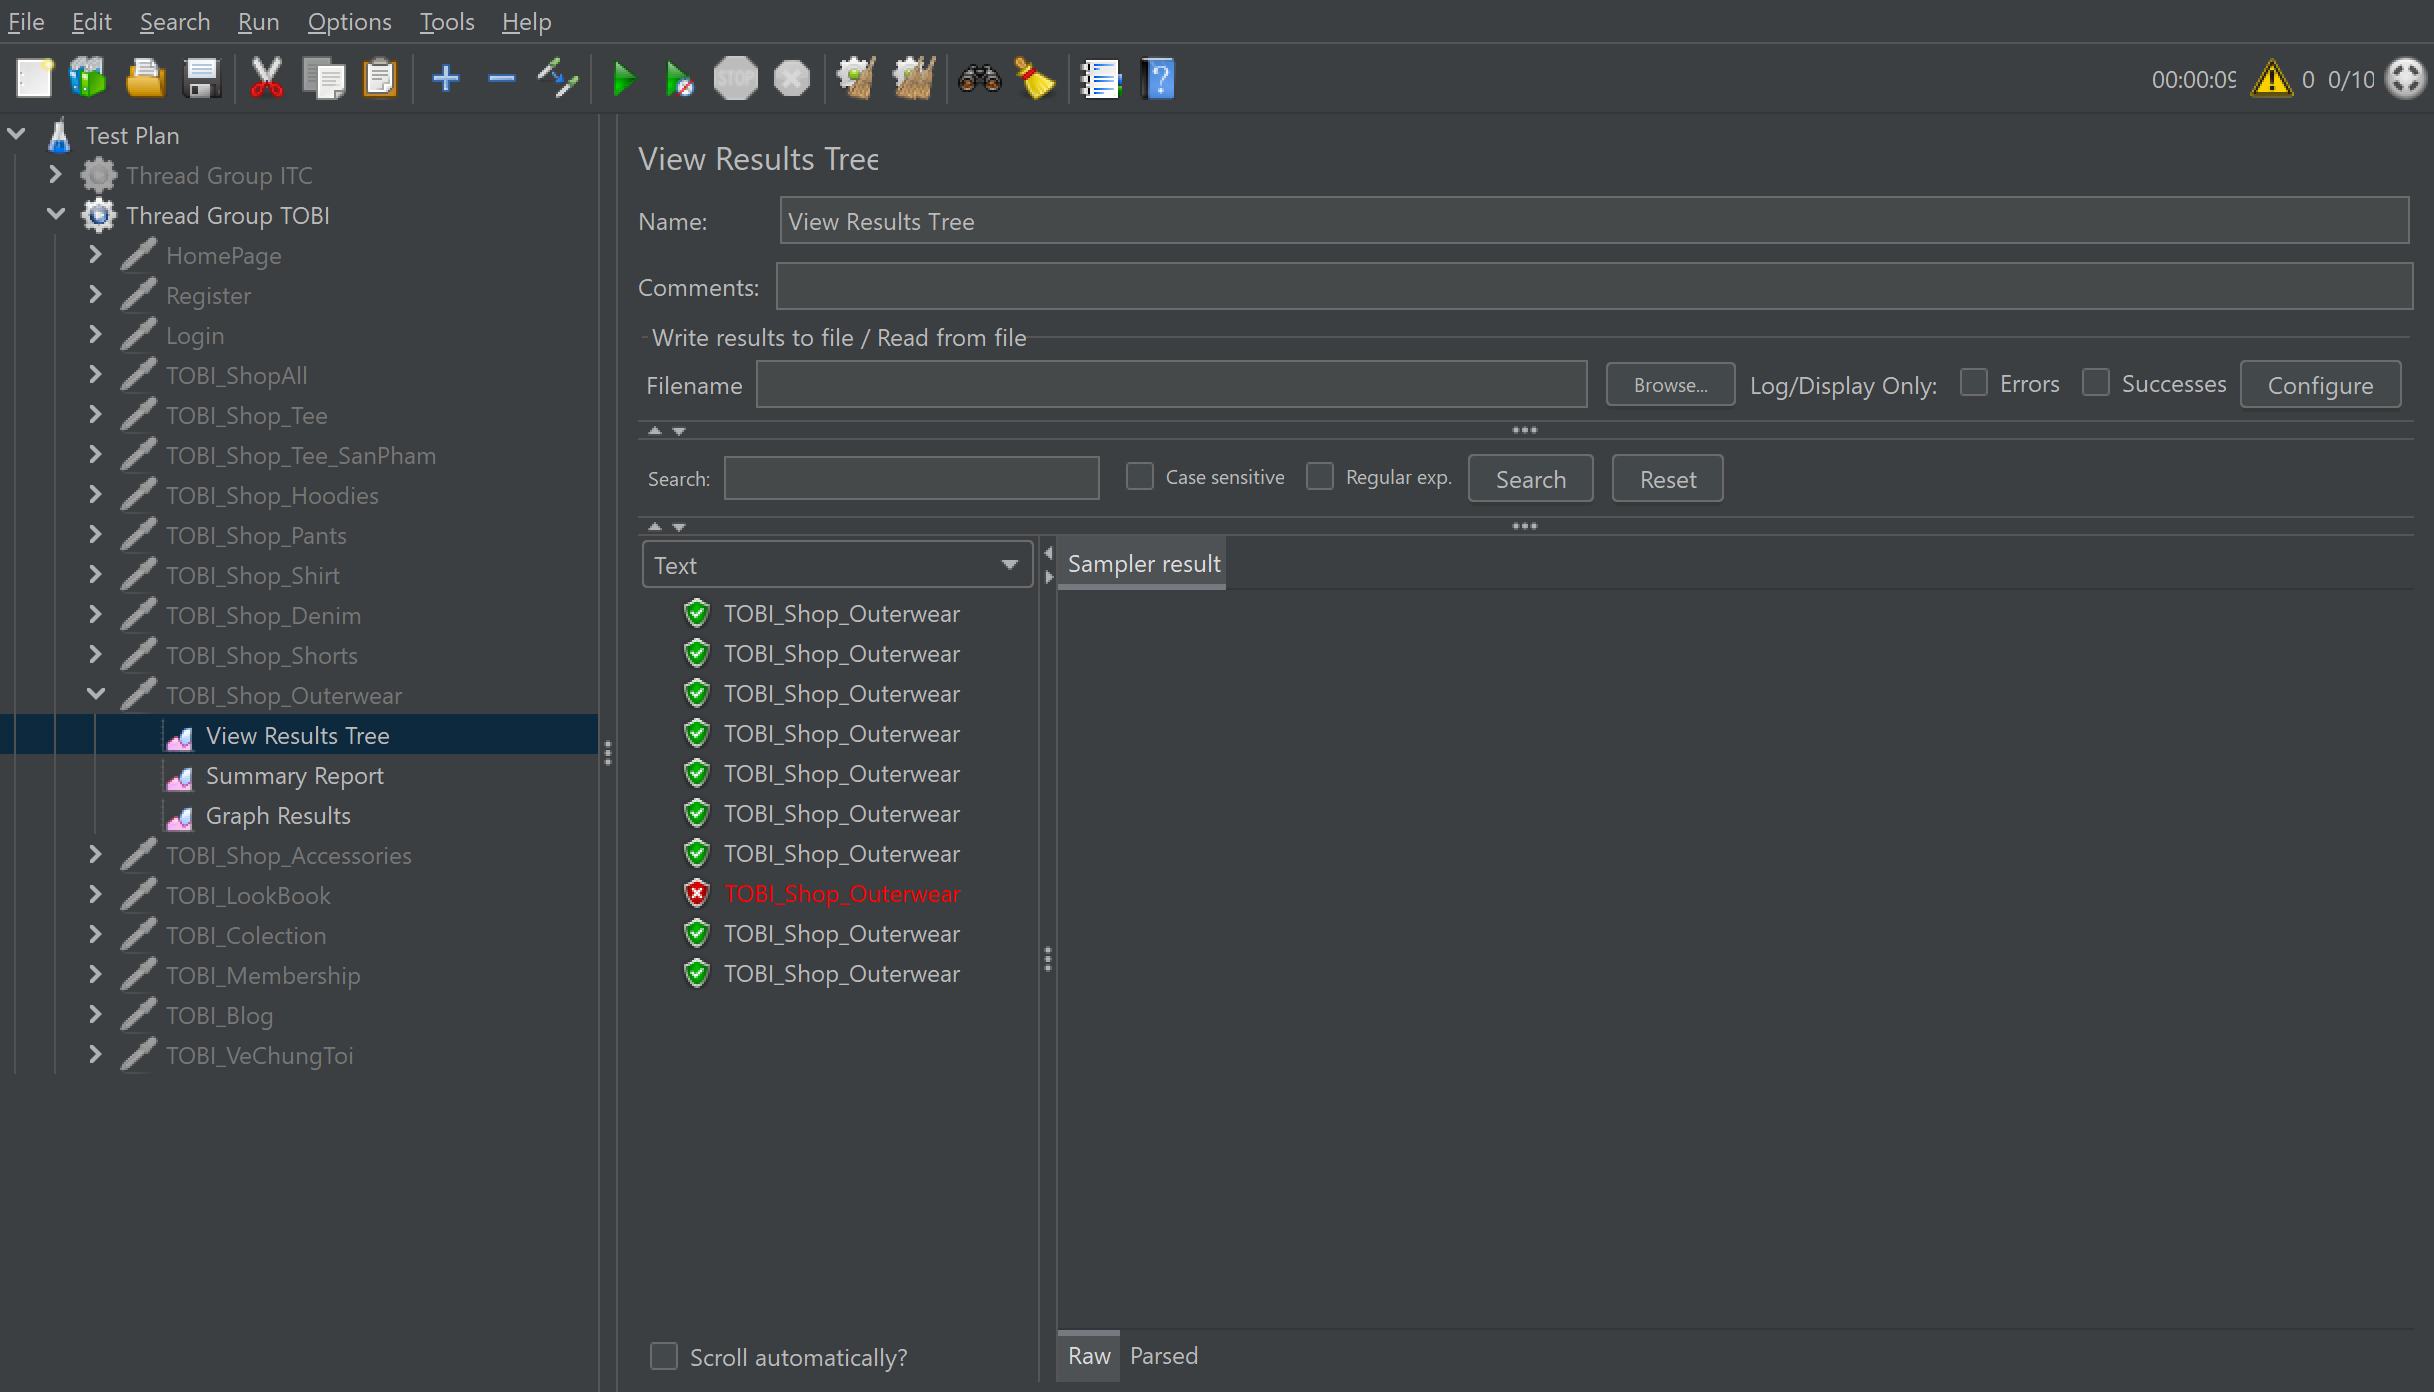 File Edit Search Run Options Tools Help
STOP
00:00:09 0 0/10
Test Plan
Thread Group ITC
Thread Group TOBI
HomePage
Register
Login
TOBI_ShopAll
TOBI_Shop_Tee
TOBI_Shop_Tee_SanPham
TOBI_Shop_Hoodies
TOBI_Shop_Pants
TOBI_Shop_Shirt
TOBI_Shop_Denim
TOBI_Shop_Shorts
TOBI_Shop_Outerwear
View Results Tree
Summary Report
Graph Results
TOBI_Shop_Accessories
TOBI_LookBook
TOBI_Colection
TOBI_Membership
TOBI_Blog
TOBI_VeChungToi
View Results Tree
Name: View Results Tree
Comments:
Write results to file / Read from file
Filename Browse... Log/Display Only: Errors Successes Configure
Search: Case sensitive Regular exp. Search Reset
Text
Sampler result
TOBI_Shop_Outerwear
TOBI_Shop_Outerwear
TOBI_Shop_Outerwear
TOBI_Shop_Outerwear
TOBI_Shop_Outerwear
TOBI_Shop_Outerwear
TOBI_Shop_Outerwear
TOBI_Shop_Outerwear
TOBI_Shop_Outerwear
TOBI_Shop_Outerwear
Scroll automatically?
Raw Parsed